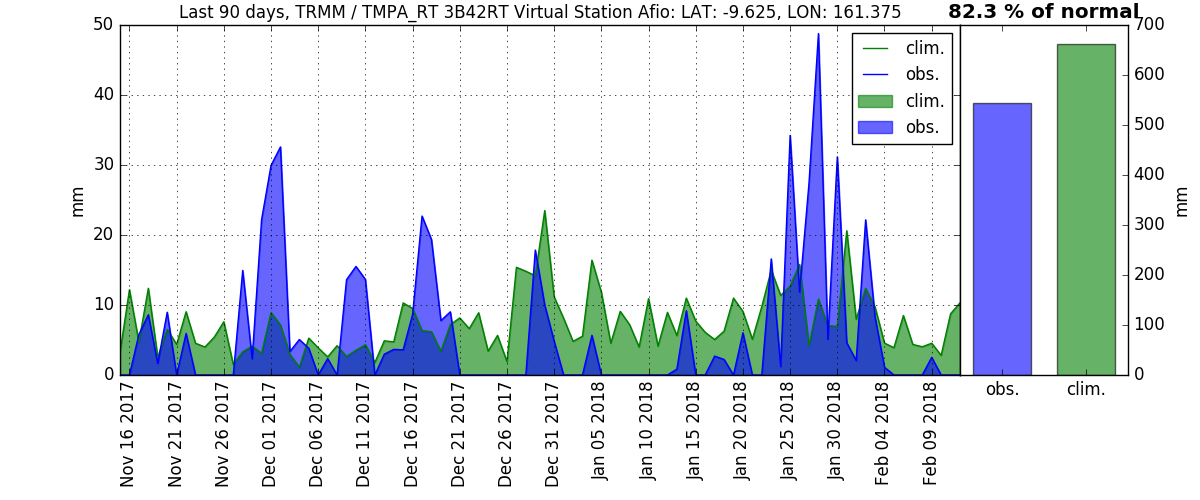 Last 90 days, TRMM / TMPA_RT 3B42RT Virtual Station Afio: LAT: -9.625, LON: 161.375
82.3 % of normal
50
40
30
20
10
0
mm
clim.
obs.
clim.
obs.
700
600
500
400
300
200
100
0
mm
obs.
clim.
Nov 16 2017
Nov 21 2017
Nov 26 2017
Dec 01 2017
Dec 06 2017
Dec 11 2017
Dec 16 2017
Dec 21 2017
Dec 26 2017
Dec 31 2017
Jan 05 2018
Jan 10 2018
Jan 15 2018
Jan 20 2018
Jan 25 2018
Jan 30 2018
Feb 04 2018
Feb 09 2018